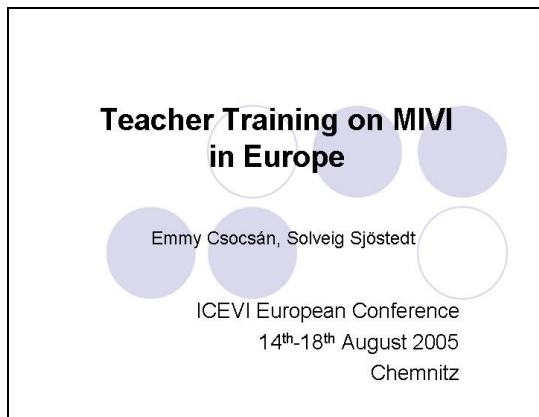 Teacher Training on MIVI
in Europe
Emmy Csocsán, Solveig Sjöstedt
ICEVI European Conference
14th-18th August 2005
Chemnitz